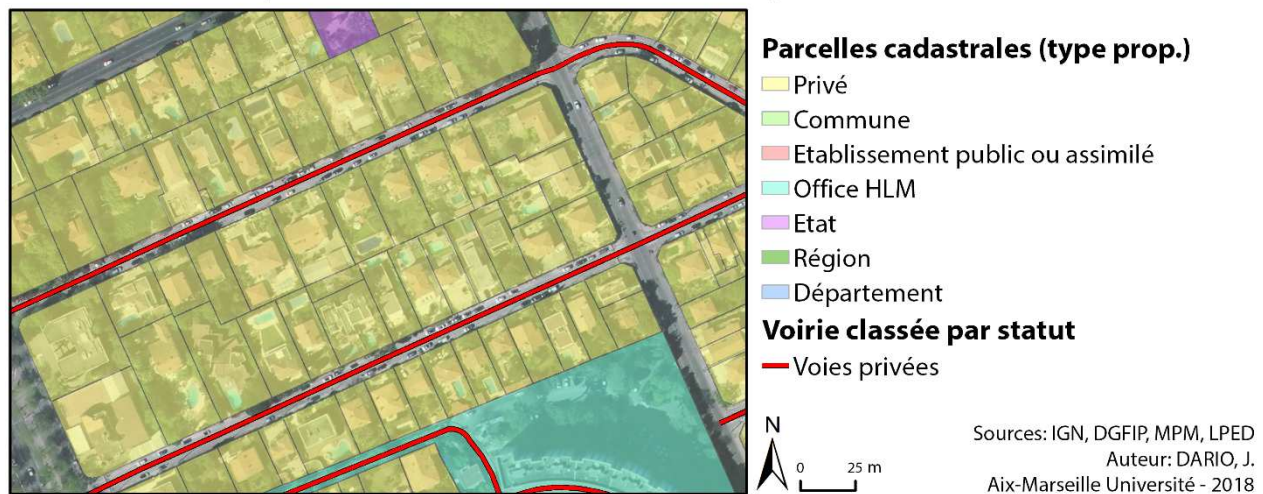 Parcelles cadastrales (type prop.)
Privé
Commune
Etablissement public ou assimilé
Office HLM
Etat
Région
Département
Voirie classée par statut
Voies privées
N
0 25 m
Sources: IGN, DGFIP, MPM, LPED
Auteur: DARIO, J.
Aix-Marseille Université - 2018